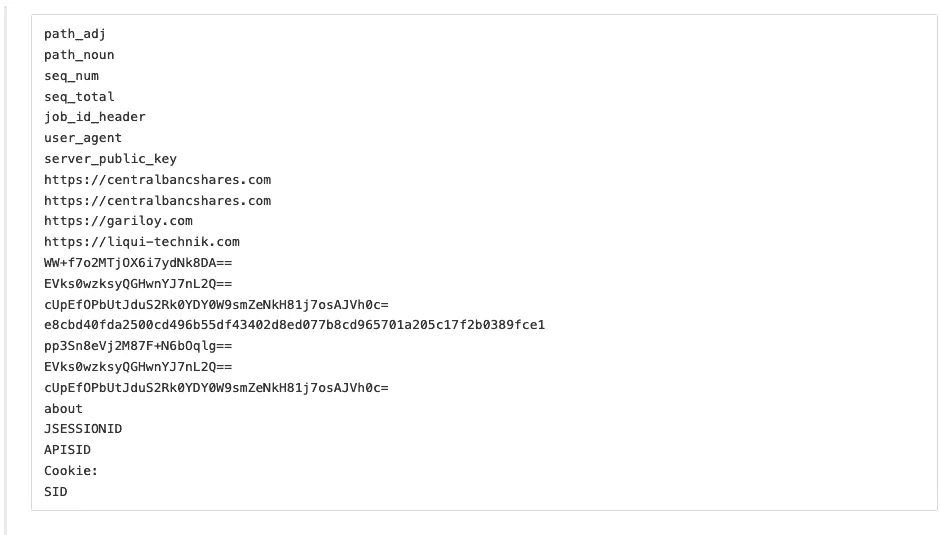 path_adj
path_noun
seq_num
seq_total
job_id_header
user_agent
server_public_key
https://centralbancshares.com
https://centralbancshares.com
https://gariloy.com
https://liqui-technik.com
WW+f7o2MTjOX6i7ydNk8DA==
EVks0wzksyQGHwnYJ7nL2Q==
cUpEfOPbUtJduS2Rk0YDY0W9smZeNkH81j7osAJVh0c=
e8cbd40fda2500cd496b55df43402d8ed077b8cd965701a205c17f2b0389fce1
pp3Sn8eVj2M87F+N6bOqlg==
EVks0wzksyQGHwnYJ7nL2Q==
cUpEfOPbUtJduS2Rk0YDY0W9smZeNkH81j7osAJVh0c=
about
JSESSIONID
APISID
Cookie:
SID